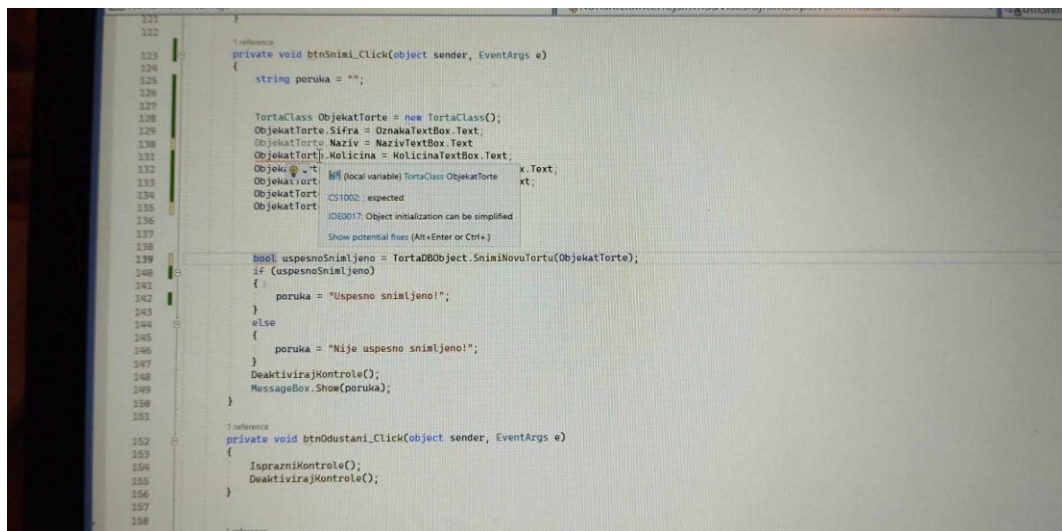 121 }
122
1 reference
123 private void btnSnimi_Click(object sender, EventArgs e)
124 {
125 string poruka = "";
126
127
128 TortaClass ObjekatTorte = new TortaClass();
129 ObjekatTorte.Sifra = OznakaTextBox.Text;
130 ObjekatTorte.Naziv = NazivTextBox.Text
131 ObjekatTorte.Kolicina = KolicinaTextBox.Text;
132 Objek x.Text;
133 ObjekatTort xt;
134 ObjekatTort
135 ObjekatTort
(local variable) TortaClass ObjekatTorte
CS1002: ; expected
IDE0017: Object initialization can be simplified
Show potential fixes (Alt+Enter or Ctrl+.)
136
137
138
139 bool uspesnoSnimljeno = TortaDBObject.SnimiNovuTortu(ObjekatTorte);
140 if (uspesnoSnimljeno)
141 {
142 poruka = "Uspesno snimljeno!";
143 }
144 else
145 {
146 poruka = "Nije uspesno snimljeno!";
147 }
148 DeaktivirajKontrole();
149 MessageBox.Show(poruka);
150 }
151
1 reference
152 private void btnOdustani_Click(object sender, EventArgs e)
153 {
154 IsprazniKontrole();
155 DeaktivirajKontrole();
156 }
157
158